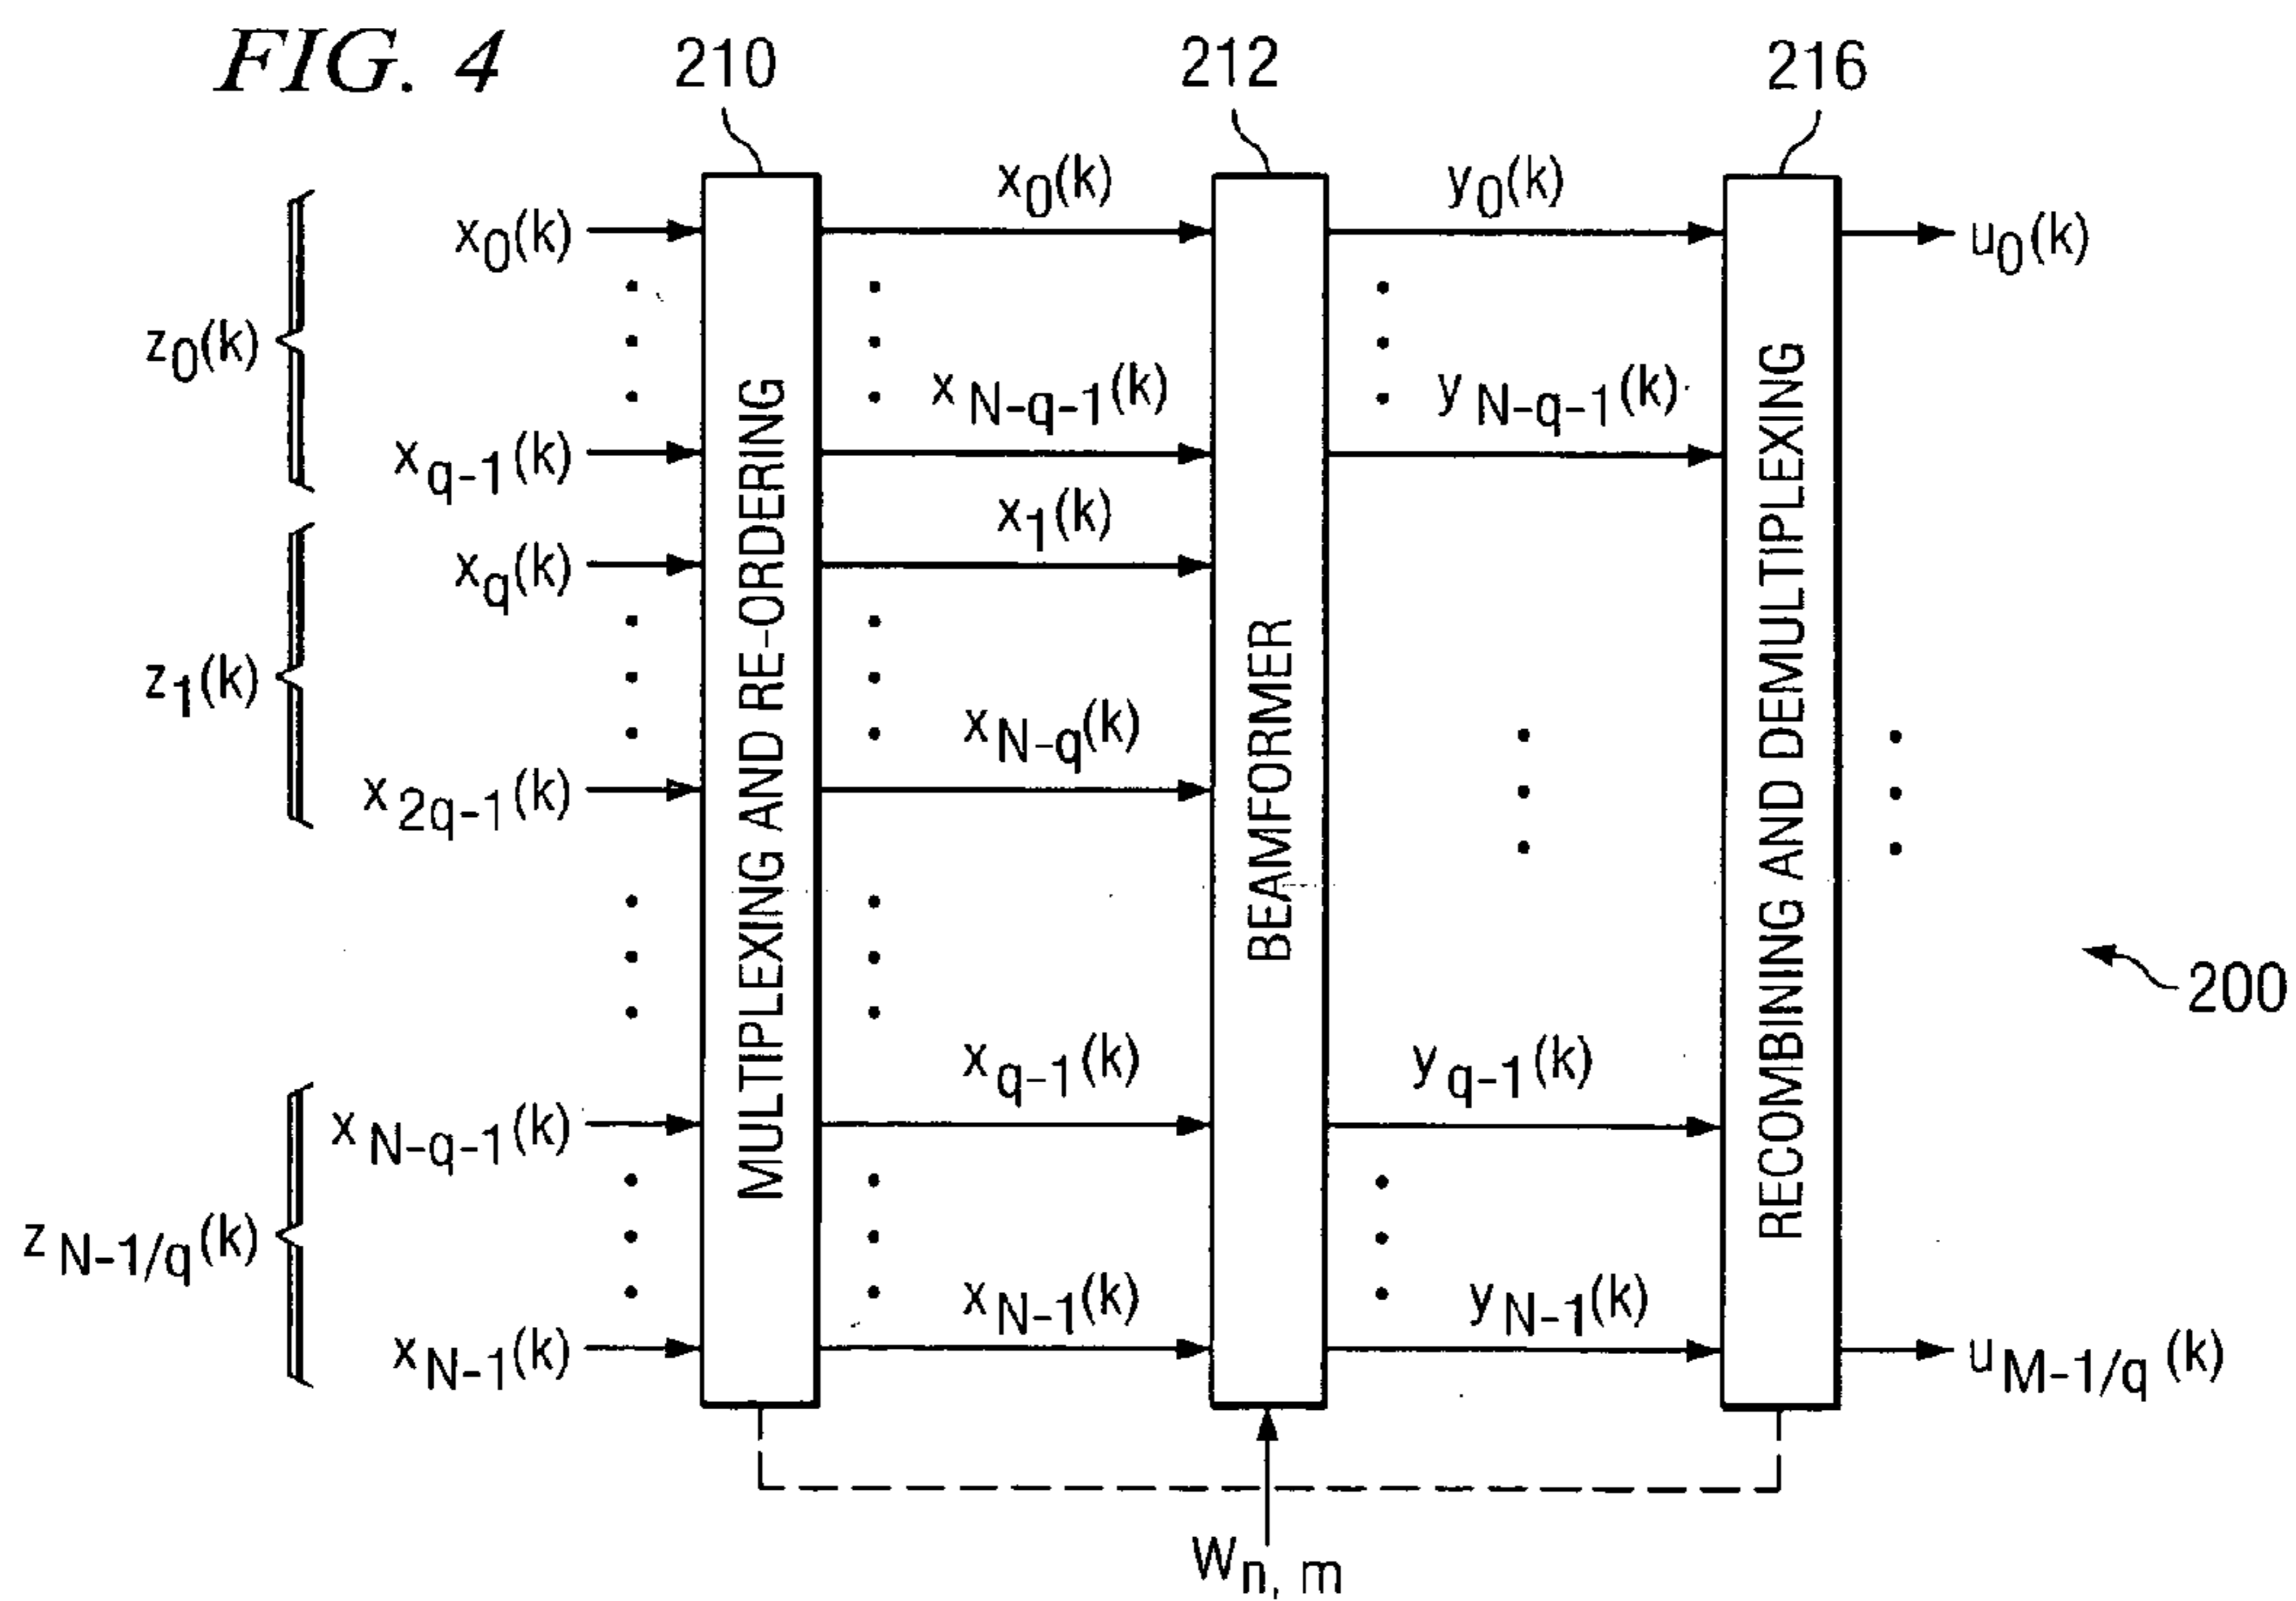 FIG. 4
210
212
216
z0(k)
x0(k)
xq-1(k)
z1(k)
xq(k)
x2q-1(k)
zN-1/q(k)
xN-q-1(k)
xN-1(k)
MULTIPLEXING AND RE-ORDERING
x0(k)
xN-q-1(k)
x1(k)
xN-q(k)
xq-1(k)
xN-1(k)
BEAMFORMER
y0(k)
yN-q-1(k)
yq-1(k)
yN-1(k)
RECOMBINING AND DEMULTIPLEXING
u0(k)
uM-1/q(k)
200
Wn, m